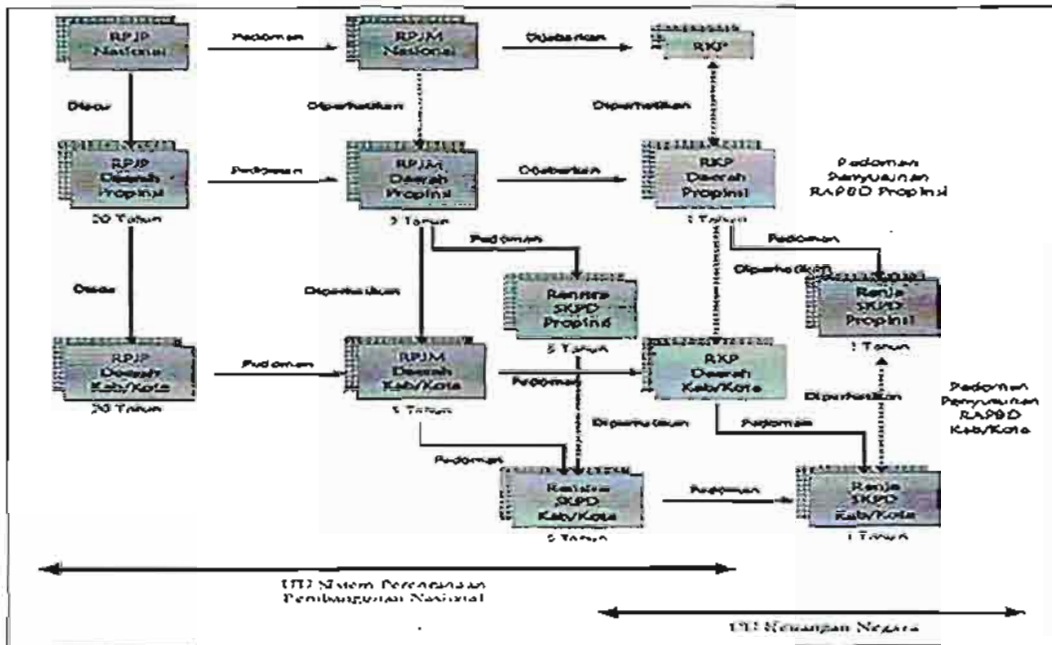 RPJP
Nasional
Pedoman
RPJM
Nasional
Dijabarkan
RKP
Diacu
Diperhatikan
Diperhatikan
RPJP
Daerah
Propinsi
20 Tahun
Pedoman
RPJM
Daerah
Propinsi
Tahun
Dijabarkan
RKP
Daerah
Propinsi
1 Tahun
Pedoman
Penyusunan
RAPBD Propinsi
Pedoman
Pedoman
Diacu
Diperhatikan
Diperhatikan
Renstra
SKPD
Propinsi
5 Tahun
Renja
SKPD
Propinsi
1 Tahun
RPJP
Daerah
Kab/Kota
20 Tahun
Pedoman
RPJM
Daerah
Kab/Kota
5 Tahun
Pedoman
RKP
Daerah
Kab/Kota
Pedoman
Penyusunan
RAPBD
Kab/Kota
Diperhatikan
Diperhatikan
Pedoman
Pedoman
Renstra
SKPD
Kab/Kota
5 Tahun
Pedoman
Renja
SKPD
Kab/Kota
1 Tahun
UU Sistem Perencanaan
Pembangunan Nasional
UU Keuangan Negara